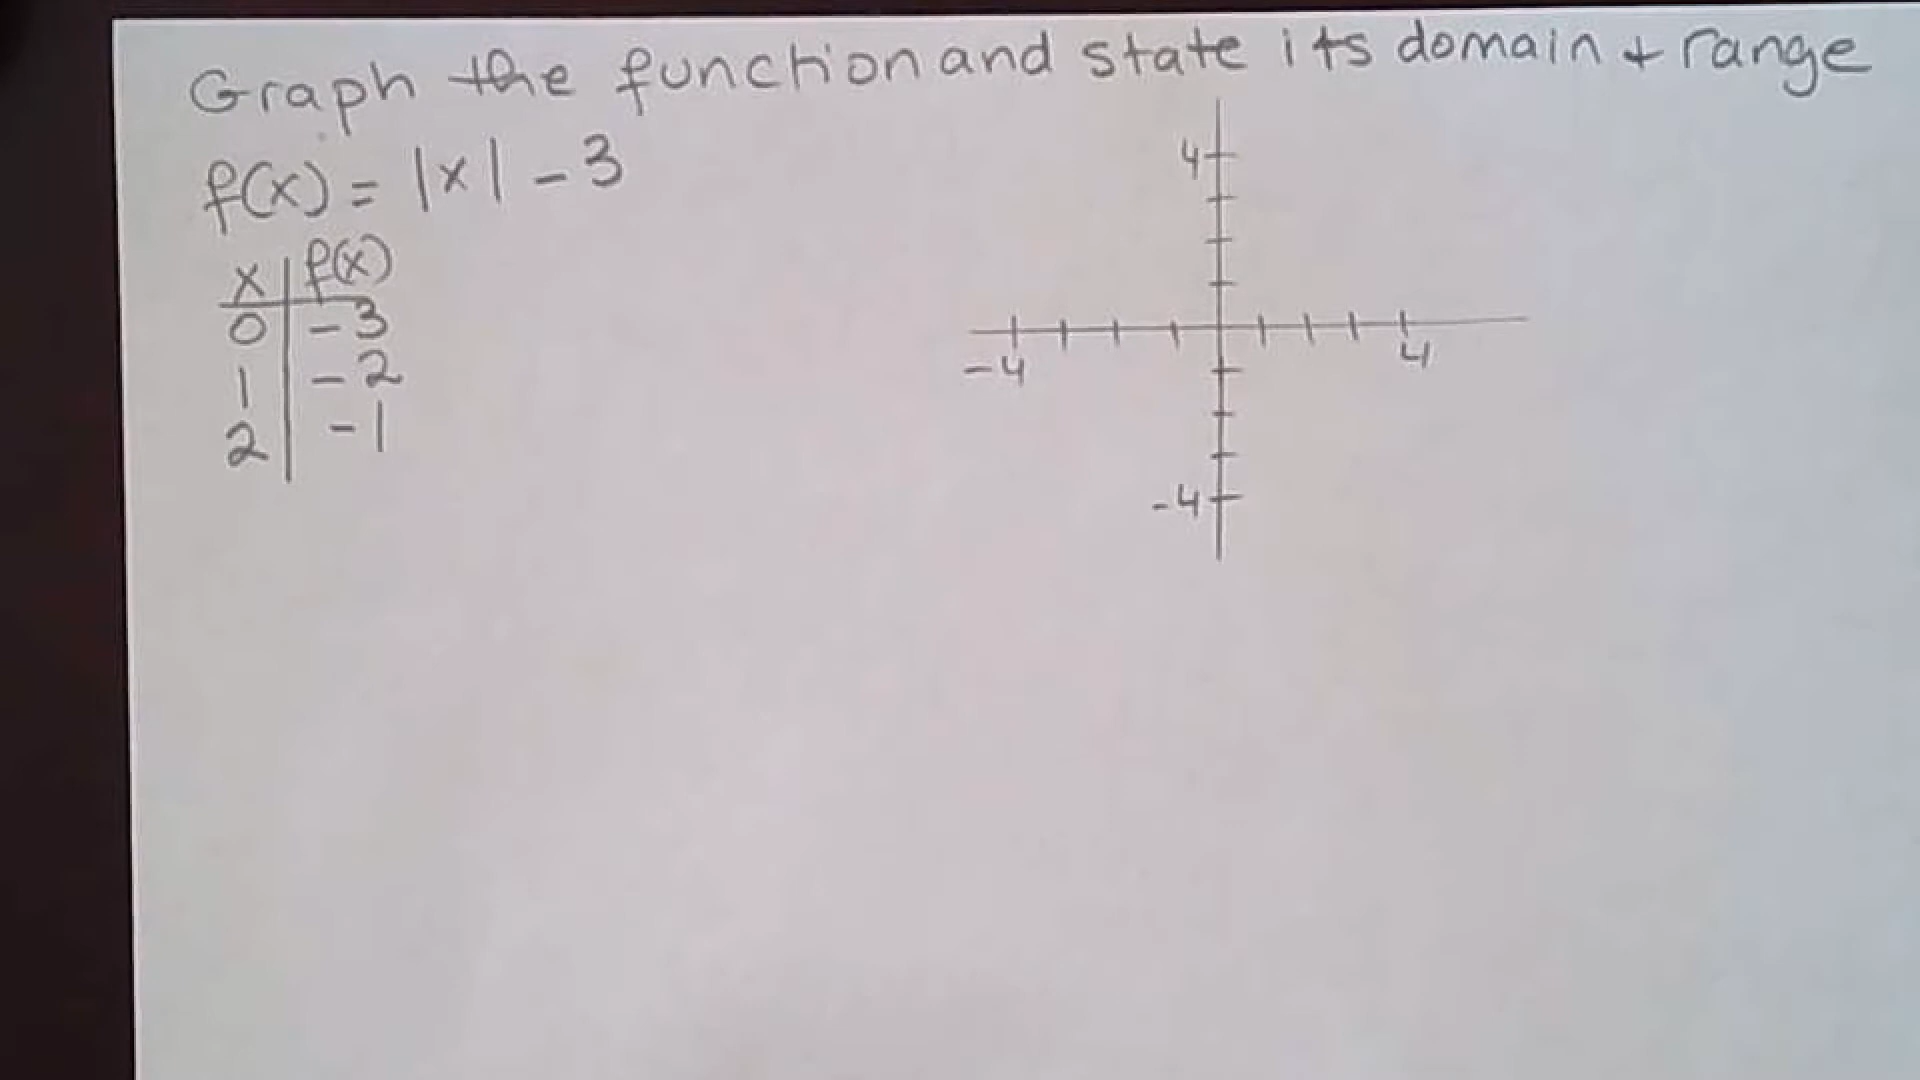 Graph the function and state its domain + range
f(x) = |x| - 3
x f(x)
0 -3
1 -2
2 -1
4
-4 4
-4